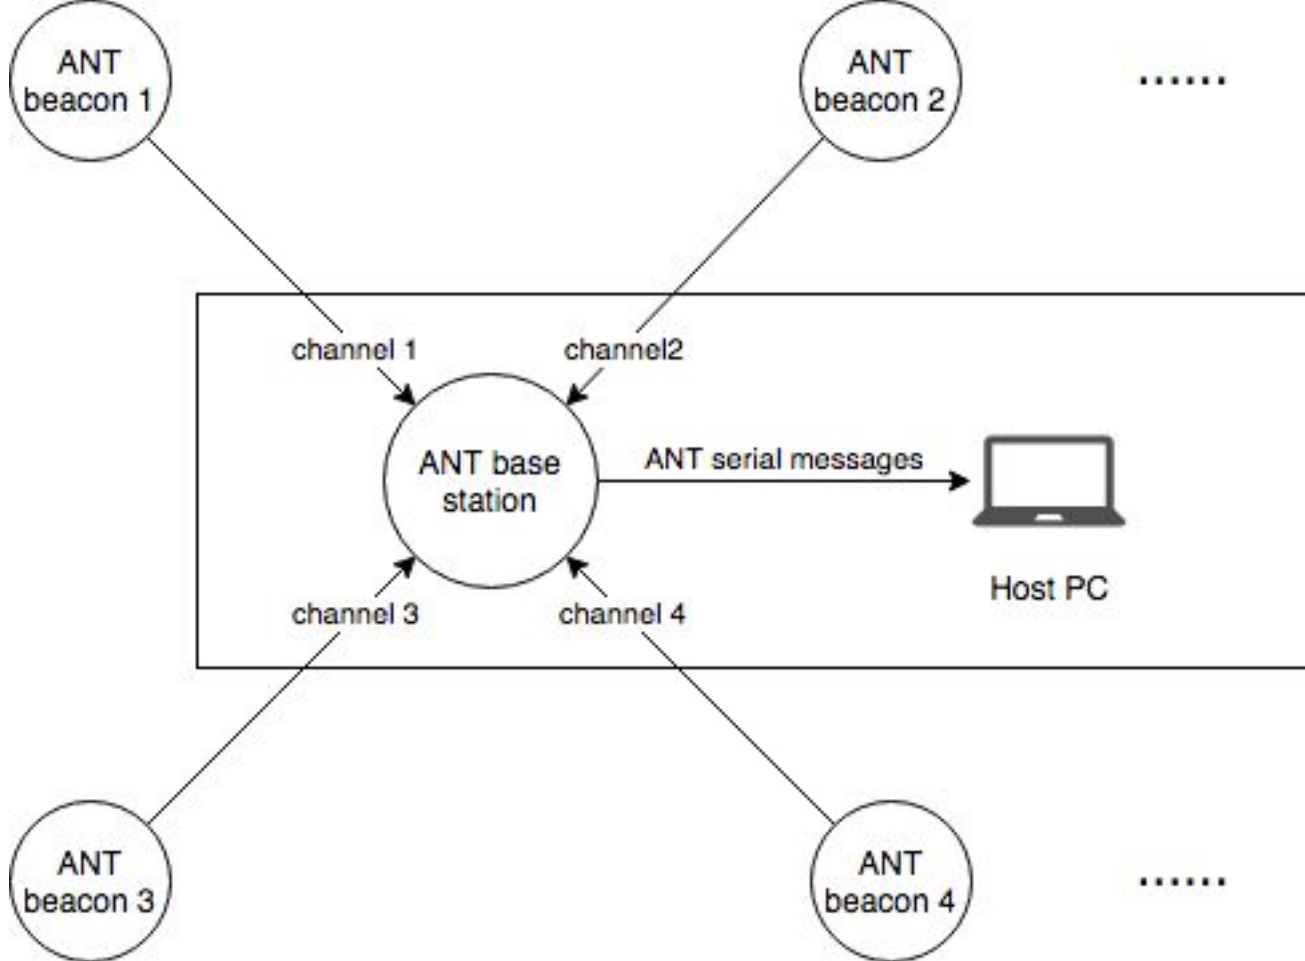 ANT
beacon 1
ANT
beacon 2
......
channel 1
channel2
ANT base
station
ANT serial messages
Host PC
channel 3
channel 4
ANT
beacon 3
ANT
beacon 4
......